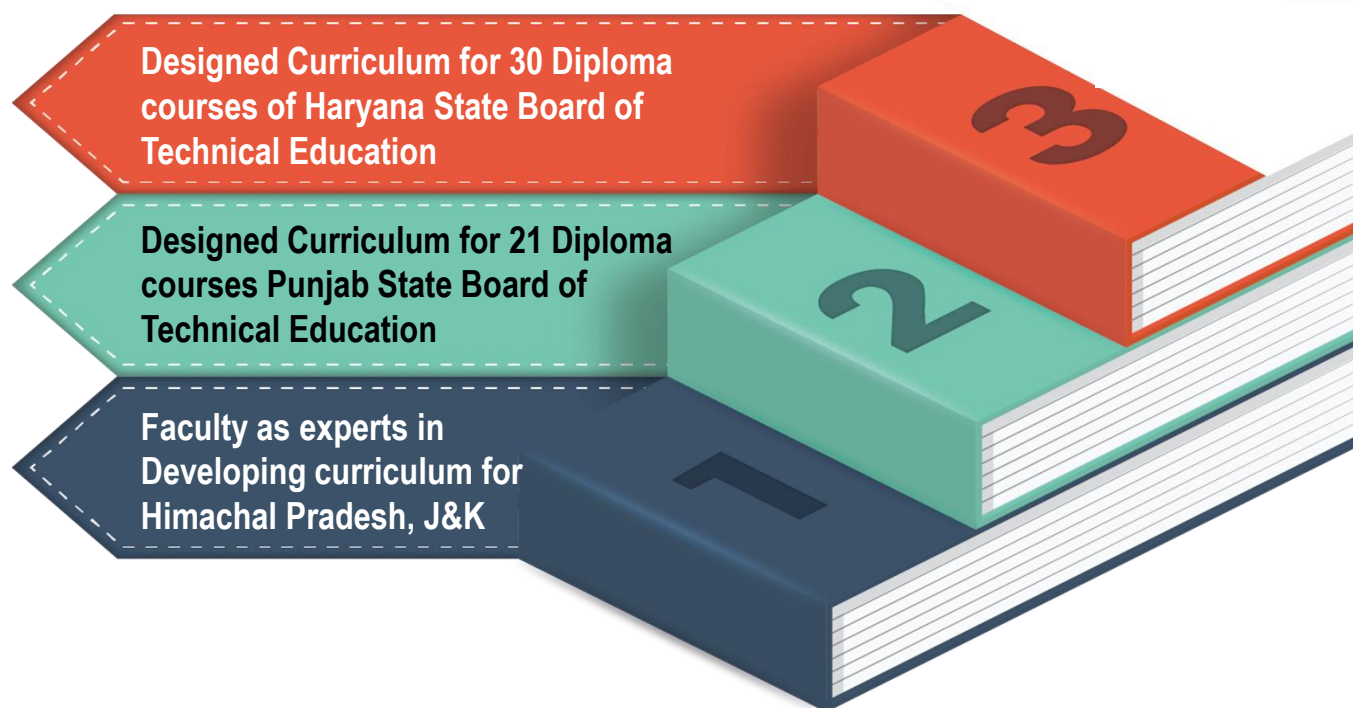 Designed Curriculum for 30 Diploma
courses of Haryana State Board of
Technical Education
3
Designed Curriculum for 21 Diploma
courses Punjab State Board of
Technical Education
2
Faculty as experts in
Developing curriculum for
Himachal Pradesh, J&K
1